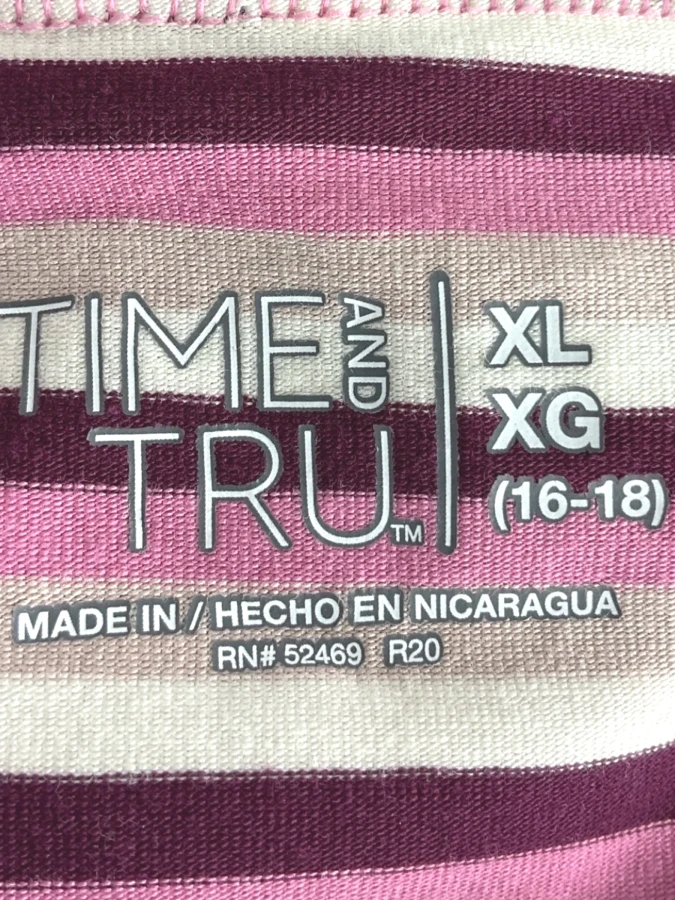 TIME AND
TRU™
XL
XG
(16-18)
MADE IN / HECHO EN NICARAGUA
RN# 52469 R20